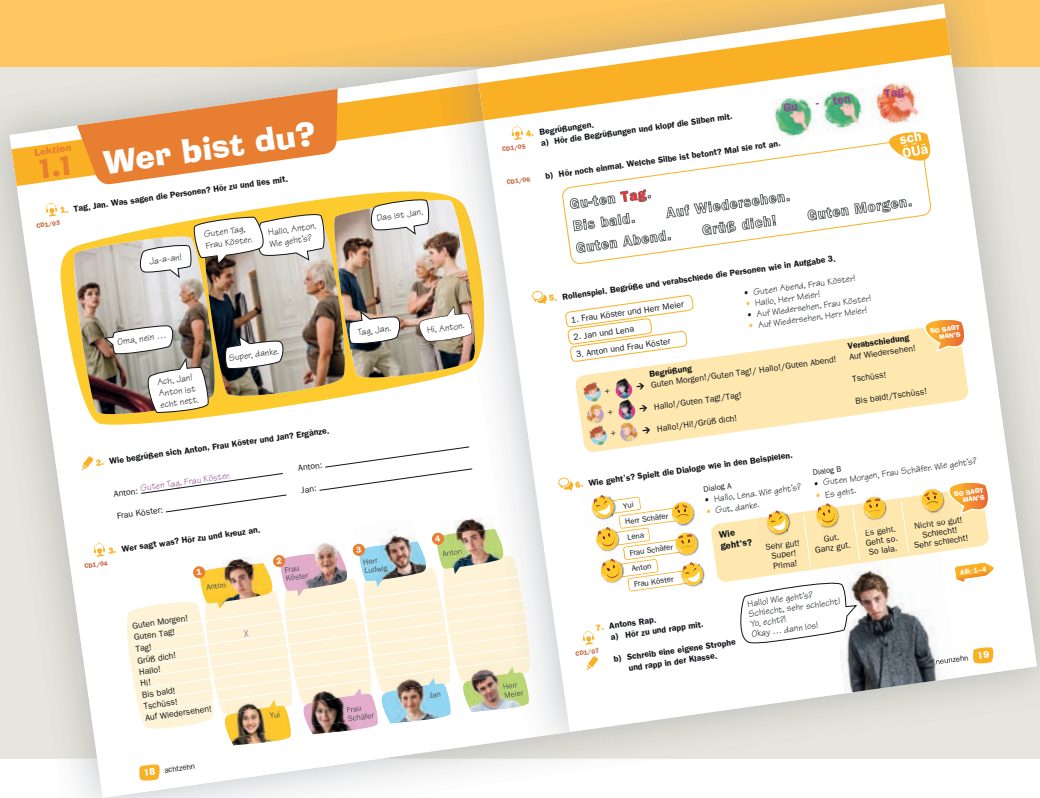 Lektion
1.1
Wer bist du?
1. Tag, Jan. Was sagen die Personen? Hör zu und lies mit.
CD1/03
Ja-a-an!
Oma, nein ...
Ach, Jan!
Anton ist
echt nett.
Guten Tag,
Frau Köster.
Hallo, Anton.
Wie geht's?
Super, danke.
Das ist Jan.
Tag, Jan.
Hi, Anton.
2. Wie begrüßen sich Anton, Frau Köster und Jan? Ergänze.
Anton: Guten Tag, Frau Köster.
Anton:
Frau Köster:
Jan:
3. Wer sagt was? Hör zu und kreuz an.
CD1/04
1
Anton
2
Frau
Köster
3
Herr
Ludwig
4
Anton
Guten Morgen!
Guten Tag! X
Tag!
Grüß dich!
Hallo!
Hi!
Bis bald!
Tschüss!
Auf Wiedersehen!
Yui
Frau
Schäfer
Jan
Herr
Meier
18 achtzehn
4. Begrüßungen.
CD1/05
a) Hör die Begrüßungen und klopf die Silben mit.
Gu - ten Tag
CD1/06
b) Hör noch einmal. Welche Silbe ist betont? Mal sie rot an.
sch
öüä
Gu-ten Tag.
Bis bald. Auf Wiedersehen.
Guten Abend. Grüß dich! Guten Morgen.
5. Rollenspiel. Begrüße und verabschiede die Personen wie in Aufgabe 3.
1. Frau Köster und Herr Meier
2. Jan und Lena
3. Anton und Frau Köster
• Guten Abend, Frau Köster!
• Hallo, Herr Meier!
• Auf Wiedersehen, Frau Köster!
• Auf Wiedersehen, Herr Meier!
SO SAGT
MAN'S
Begrüßung Verabschiedung
+ → Guten Morgen!/Guten Tag!/ Hallo!/Guten Abend! Auf Wiedersehen!
+ → Hallo!/Guten Tag!/Tag! Tschüss!
+ → Hallo!/Hi!/Grüß dich! Bis bald!/Tschüss!
6. Wie geht's? Spielt die Dialoge wie in den Beispielen.
Yui
Herr Schäfer
Lena
Frau Schäfer
Anton
Frau Köster
Dialog A
• Hallo, Lena. Wie geht's?
• Gut, danke.
Dialog B
• Guten Morgen, Frau Schäfer. Wie geht's?
• Es geht.
SO SAGT
MAN'S
Wie
geht's?
Sehr gut!
Super!
Prima!
Gut.
Ganz gut.
Es geht.
Geht so.
So lala.
Nicht so gut!
Schlecht!
Sehr schlecht!
AB: 1–4
7. Antons Rap.
CD1/07
a) Hör zu und rapp mit.
b) Schreib eine eigene Strophe
und rapp in der Klasse.
Hallo! Wie geht's?
Schlecht, sehr schlecht!
Yo, echt?!
Okay ... dann los!
neunzehn 19